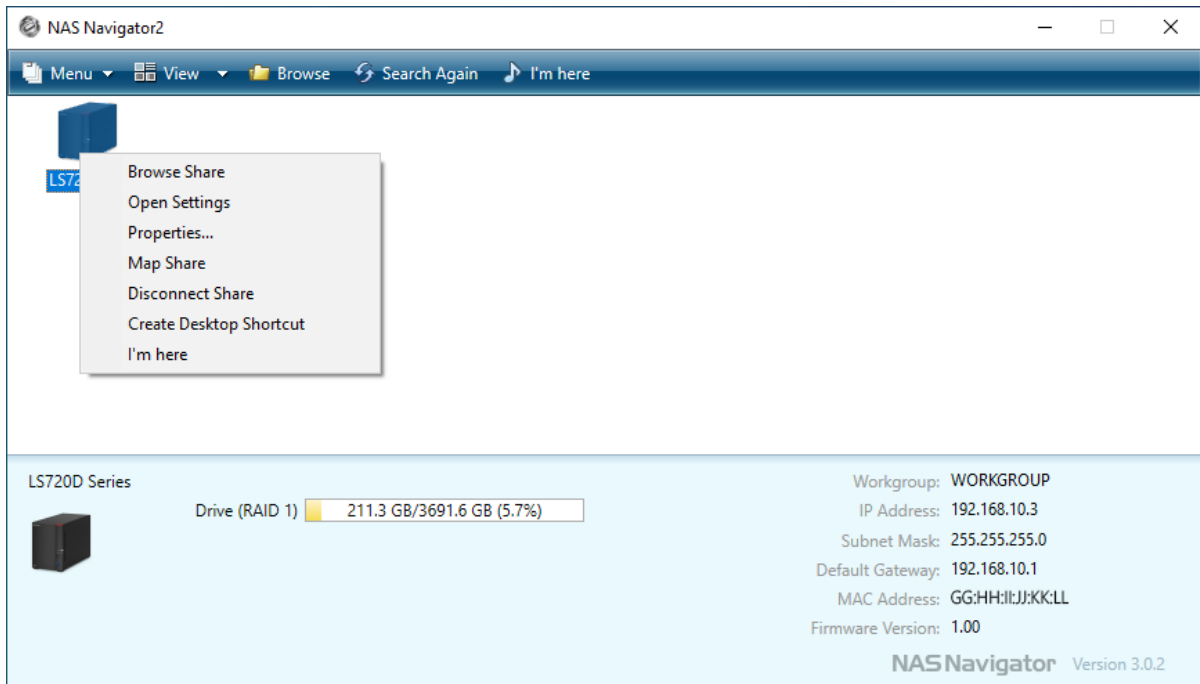 NAS Navigator2
Menu View Browse Search Again I'm here
LS72
Browse Share
Open Settings
Properties...
Map Share
Disconnect Share
Create Desktop Shortcut
I'm here
LS720D Series
Drive (RAID 1) 211.3 GB/3691.6 GB (5.7%)
Workgroup: WORKGROUP
IP Address: 192.168.10.3
Subnet Mask: 255.255.255.0
Default Gateway: 192.168.10.1
MAC Address: GG:HH:II:JJ:KK:LL
Firmware Version: 1.00
NAS Navigator Version 3.0.2